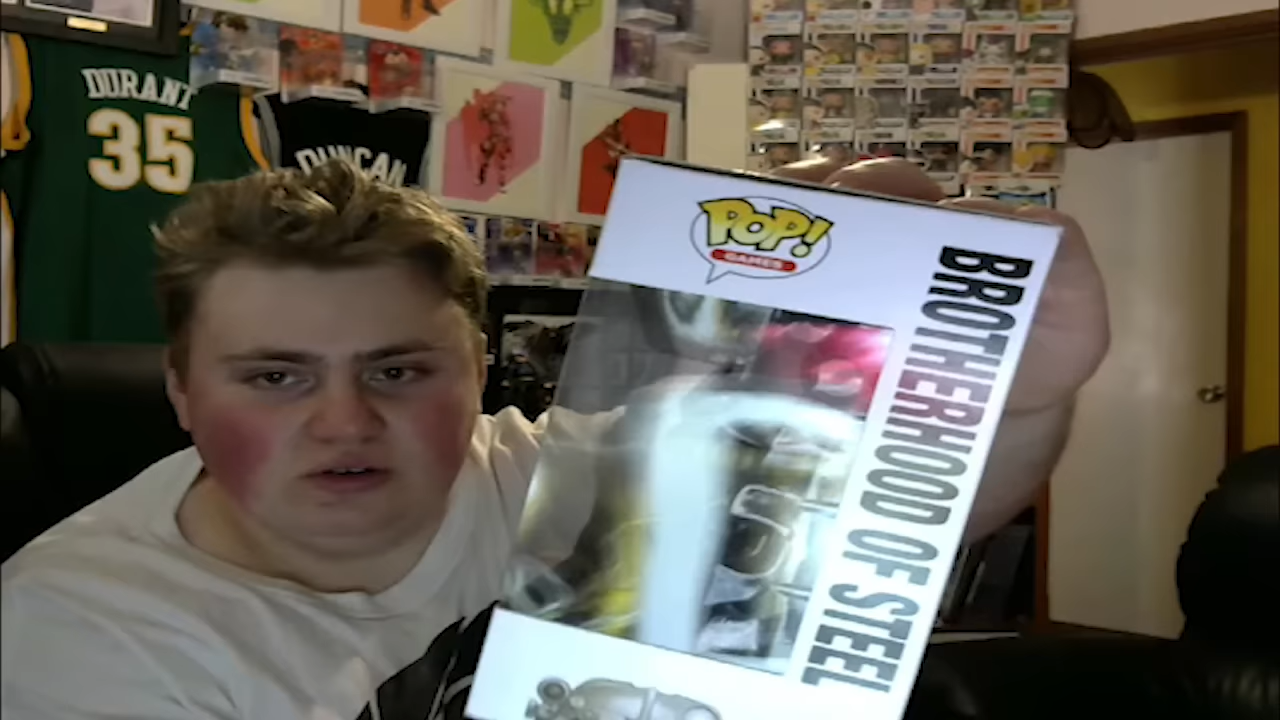 DURANT
35
DUNCAN
POP!
GAMES
BROTHERHOOD OF STEEL